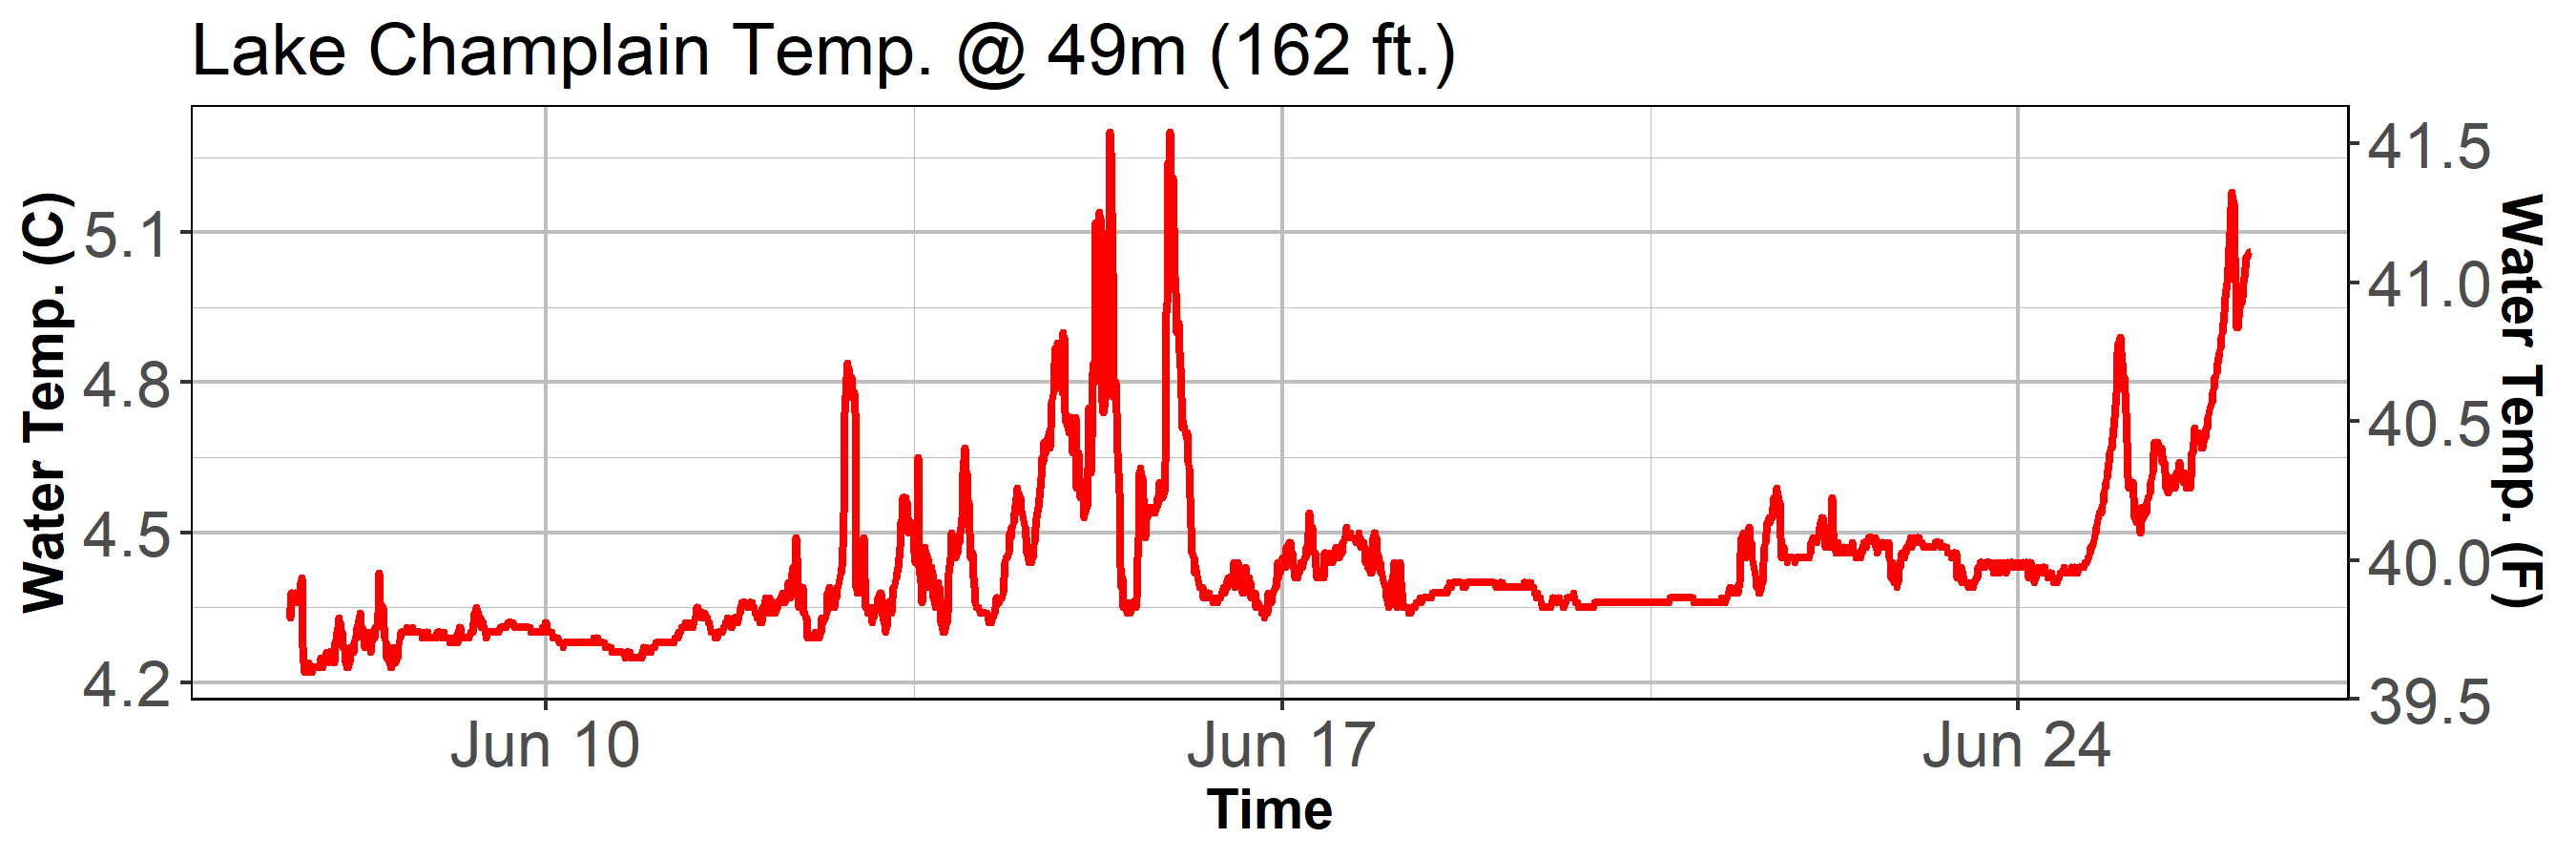 Lake Champlain Temp. @ 49m (162 ft.)
Water Temp. (C)
5.1
4.8
4.5
4.2
41.5
41.0
40.5
40.0
39.5
Water Temp. (F)
Jun 10
Jun 17
Jun 24
Time